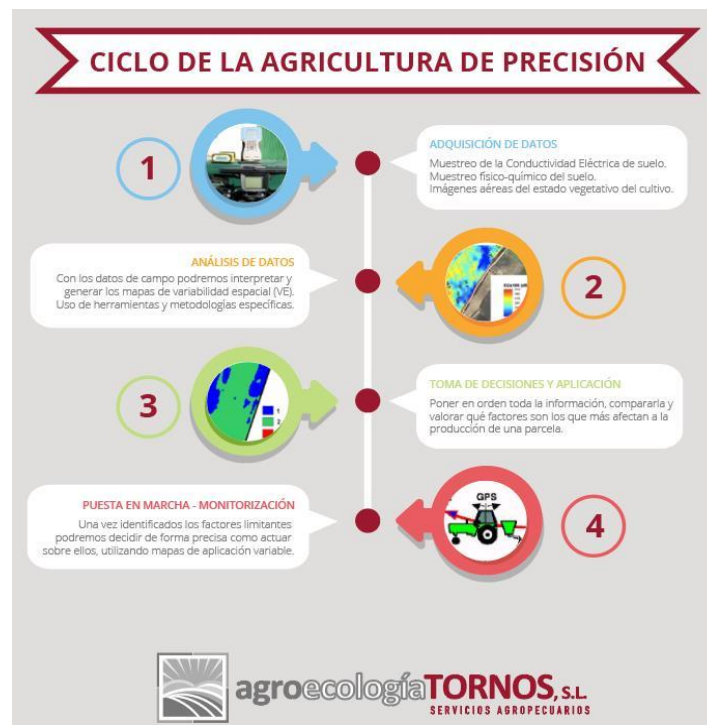 CICLO DE LA AGRICULTURA DE PRECISIÓN
1
ADQUISICIÓN DE DATOS
Muestreo de la Conductividad Eléctrica de suelo.
Muestreo físico-químico del suelo.
Imágenes aéreas del estado vegetativo del cultivo.
ANÁLISIS DE DATOS
Con los datos de campo podremos interpretar y
generar los mapas de variabilidad espacial (VE).
Uso de herramientas y metodologías específicas.
2
3
1
2
TOMA DE DECISIONES Y APLICACIÓN
Poner en orden toda la información, compararla y
valorar qué factores son los que más afectan a la
producción de una parcela.
PUESTA EN MARCHA - MONITORIZACIÓN
Una vez identificados los factores limitantes
podremos decidir de forma precisa como actuar
sobre ellos, utilizando mapas de aplicación variable.
GPS
4
agroecologíaTORNOS, S.L.
SERVICIOS AGROPECUARIOS